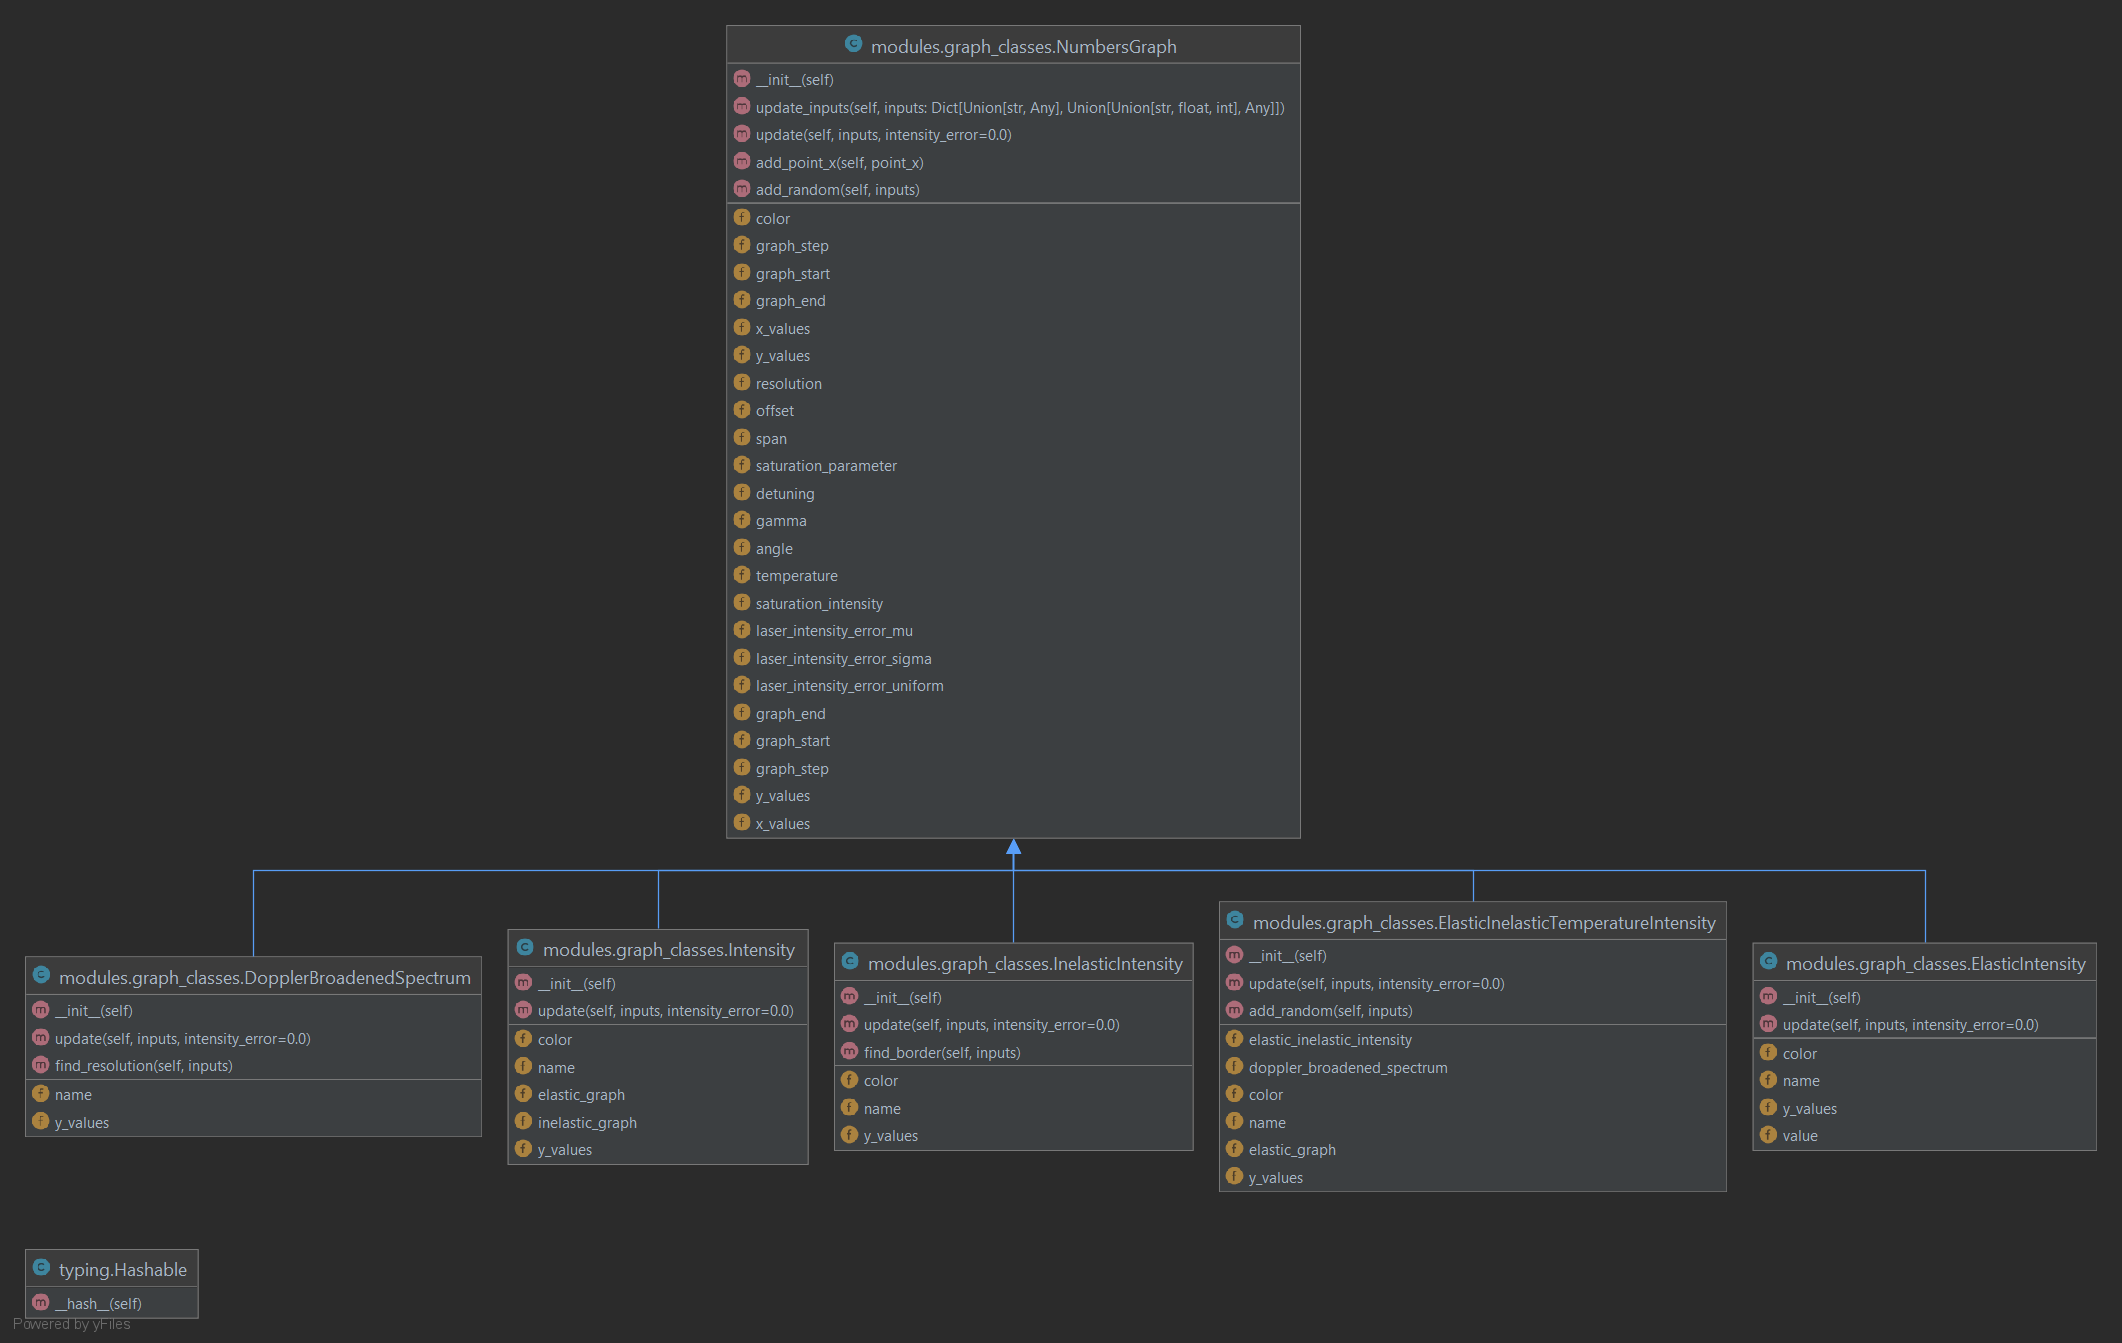 modules.graph_classes.NumbersGraph
__init__(self)
update_inputs(self, inputs: Dict[Union[str, Any], Union[Union[str, float, int], Any]])
update(self, inputs, intensity_error=0.0)
add_point_x(self, point_x)
add_random(self, inputs)
color
graph_step
graph_start
graph_end
x_values
y_values
resolution
offset
span
saturation_parameter
detuning
gamma
angle
temperature
saturation_intensity
laser_intensity_error_mu
laser_intensity_error_sigma
laser_intensity_error_uniform
graph_end
graph_start
graph_step
y_values
x_values
modules.graph_classes.DopplerBroadenedSpectrum
__init__(self)
update(self, inputs, intensity_error=0.0)
find_resolution(self, inputs)
name
y_values
modules.graph_classes.Intensity
__init__(self)
update(self, inputs, intensity_error=0.0)
color
name
elastic_graph
inelastic_graph
y_values
modules.graph_classes.InelasticIntensity
__init__(self)
update(self, inputs, intensity_error=0.0)
find_border(self, inputs)
color
name
y_values
modules.graph_classes.ElasticInelasticTemperatureIntensity
__init__(self)
update(self, inputs, intensity_error=0.0)
add_random(self, inputs)
elastic_inelastic_intensity
doppler_broadened_spectrum
color
name
elastic_graph
y_values
modules.graph_classes.ElasticIntensity
__init__(self)
update(self, inputs, intensity_error=0.0)
color
name
y_values
value
typing.Hashable
__hash__(self)
Powered by yFiles